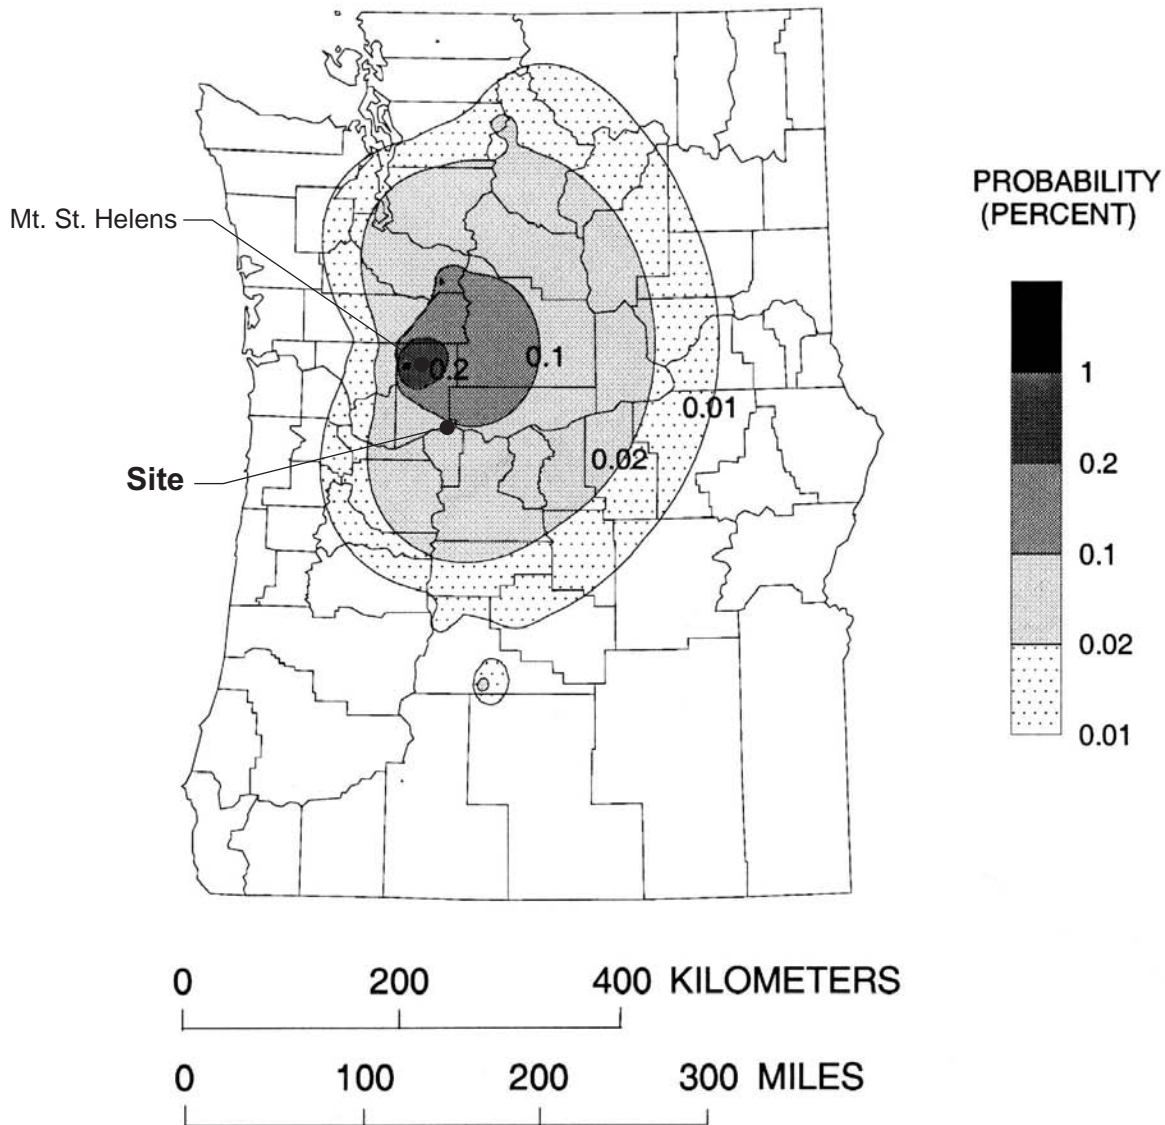 PROBABILITY
(PERCENT)
Mt. St. Helens
0.2
0.1
0.01
0.02
Site
1
0.2
0.1
0.02
0.01
0 200 400 KILOMETERS
0 100 200 300 MILES